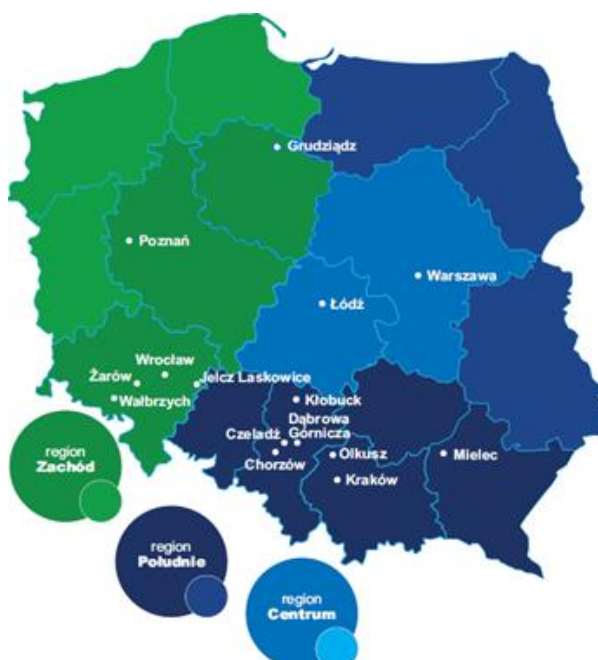 Grudziądz
Poznań
Warszawa
Łódź
Wrocław
Żarów
Jelcz Laskowice
Wałbrzych
Kłobuck
Dąbrowa
Górnicza
Czeladź
Chorzów
Olkusz
Mielec
Kraków
region
Zachód
region
Południe
region
Centrum